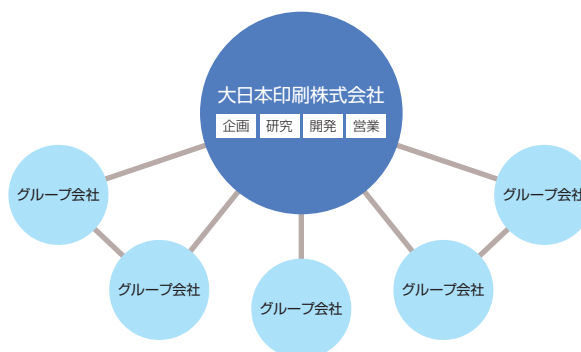 大日本印刷株式会社
企画 研究 開発 営業
グループ会社
グループ会社
グループ会社
グループ会社
グループ会社